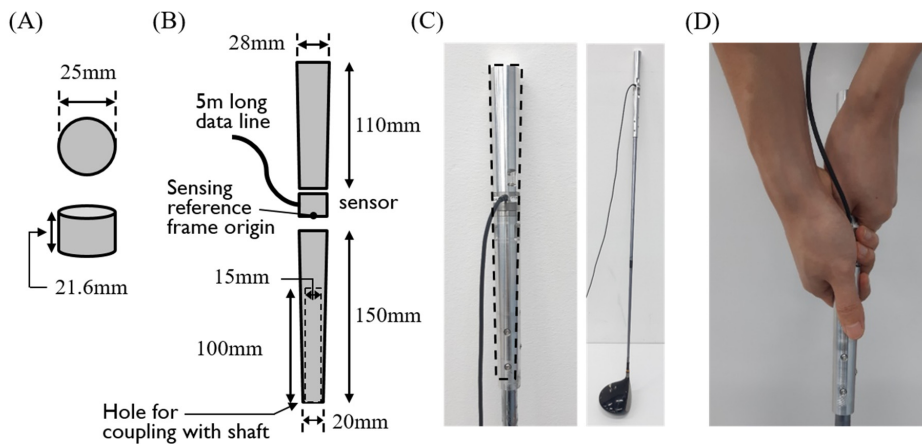 (A)
25mm
21.6mm
(B)
28mm
5m long
data line
110mm
Sensing
reference
frame origin
sensor
15mm
100mm
150mm
Hole for
coupling with shaft
20mm
(C)
(D)